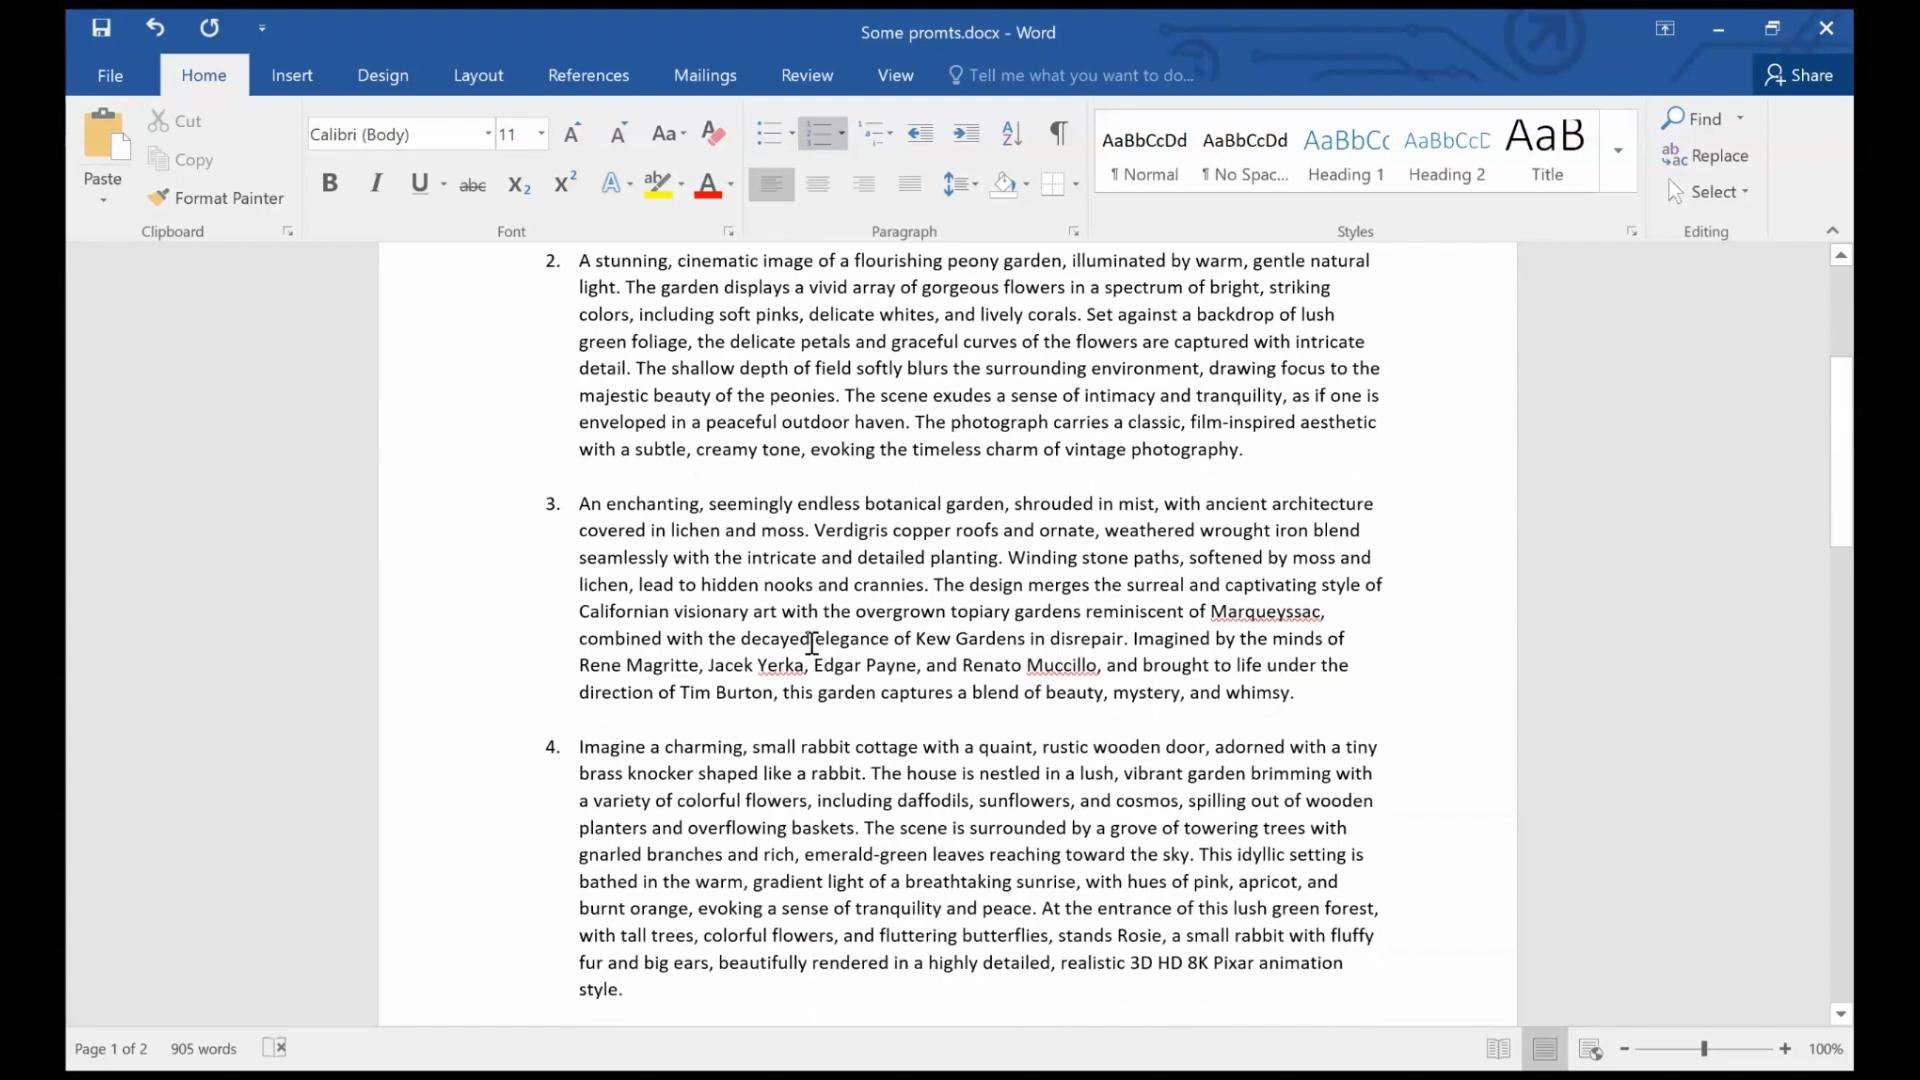 Some promts.docx - Word
File Home Insert Design Layout References Mailings Review View Tell me what you want to do... Share
Paste
Cut
Copy
Format Painter
Clipboard
Calibri (Body) 11
Font
Paragraph
AaBbCcDd AaBbCcDd AaBbCc AaBbCcD AaB
¶ Normal ¶ No Spac... Heading 1 Heading 2 Title
Styles
Find
Replace
Select
Editing
2. A stunning, cinematic image of a flourishing peony garden, illuminated by warm, gentle natural
light. The garden displays a vivid array of gorgeous flowers in a spectrum of bright, striking
colors, including soft pinks, delicate whites, and lively corals. Set against a backdrop of lush
green foliage, the delicate petals and graceful curves of the flowers are captured with intricate
detail. The shallow depth of field softly blurs the surrounding environment, drawing focus to the
majestic beauty of the peonies. The scene exudes a sense of intimacy and tranquility, as if one is
enveloped in a peaceful outdoor haven. The photograph carries a classic, film-inspired aesthetic
with a subtle, creamy tone, evoking the timeless charm of vintage photography.
3. An enchanting, seemingly endless botanical garden, shrouded in mist, with ancient architecture
covered in lichen and moss. Verdigris copper roofs and ornate, weathered wrought iron blend
seamlessly with the intricate and detailed planting. Winding stone paths, softened by moss and
lichen, lead to hidden nooks and crannies. The design merges the surreal and captivating style of
Californian visionary art with the overgrown topiary gardens reminiscent of Marqueyssac,
combined with the decayed elegance of Kew Gardens in disrepair. Imagined by the minds of
Rene Magritte, Jacek Yerka, Edgar Payne, and Renato Muccillo, and brought to life under the
direction of Tim Burton, this garden captures a blend of beauty, mystery, and whimsy.
4. Imagine a charming, small rabbit cottage with a quaint, rustic wooden door, adorned with a tiny
brass knocker shaped like a rabbit. The house is nestled in a lush, vibrant garden brimming with
a variety of colorful flowers, including daffodils, sunflowers, and cosmos, spilling out of wooden
planters and overflowing baskets. The scene is surrounded by a grove of towering trees with
gnarled branches and rich, emerald-green leaves reaching toward the sky. This idyllic setting is
bathed in the warm, gradient light of a breathtaking sunrise, with hues of pink, apricot, and
burnt orange, evoking a sense of tranquility and peace. At the entrance of this lush green forest,
with tall trees, colorful flowers, and fluttering butterflies, stands Rosie, a small rabbit with fluffy
fur and big ears, beautifully rendered in a highly detailed, realistic 3D HD 8K Pixar animation
style.
Page 1 of 2 905 words 100%